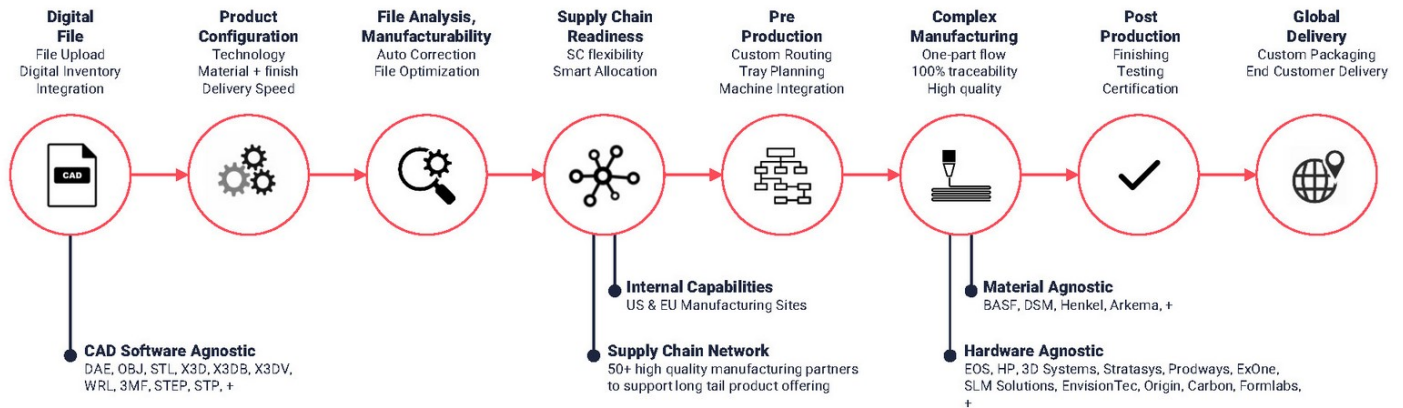 Digital
File
File Upload
Digital Inventory
Integration
Product
Configuration
Technology
Material + finish
Delivery Speed
File Analysis,
Manufacturability
Auto Correction
File Optimization
Supply Chain
Readiness
SC flexibility
Smart Allocation
Pre
Production
Custom Routing
Tray Planning
Machine Integration
Complex
Manufacturing
One-part flow
100% traceability
High quality
Post
Production
Finishing
Testing
Certification
Global
Delivery
Custom Packaging
End Customer Delivery
CAD
Internal Capabilities
US & EU Manufacturing Sites
Material Agnostic
BASF, DSM, Henkel, Arkema, +
CAD Software Agnostic
DAE, OBJ, STL, X3D, X3DB, X3DV,
WRL, 3MF, STEP, STP, +
Supply Chain Network
50+ high quality manufacturing partners
to support long tail product offering
Hardware Agnostic
EOS, HP, 3D Systems, Stratasys, Prodways, ExOne,
SLM Solutions, EnvisionTec, Origin, Carbon, Formlabs,
+